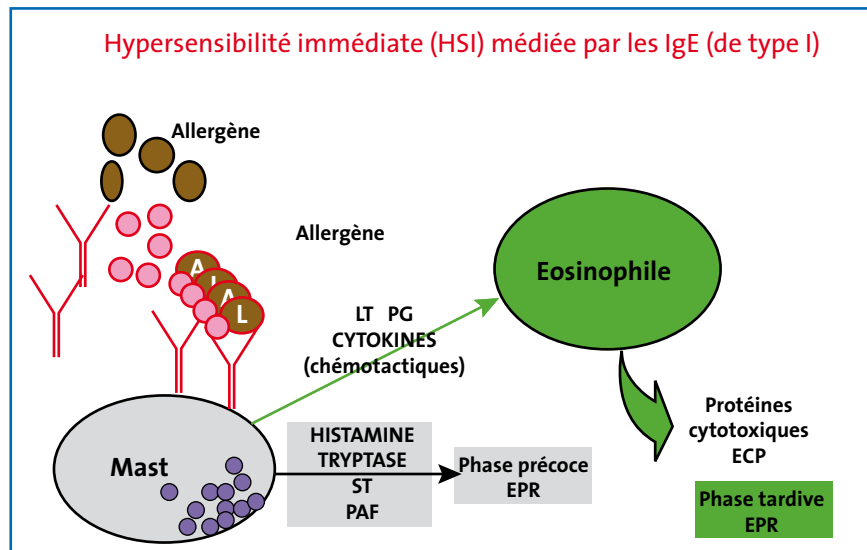 Hypersensibilité immédiate (HSI) médiée par les IgE (de type I)
Allergène
Allergène
A
L
A
L
Eosinophile
LT PG
CYTOKINES
(chémotactiques)
Mast
HISTAMINE
TRYPTASE
ST
PAF
Phase précoce
EPR
Protéines
cytotoxiques
ECP
Phase tardive
EPR